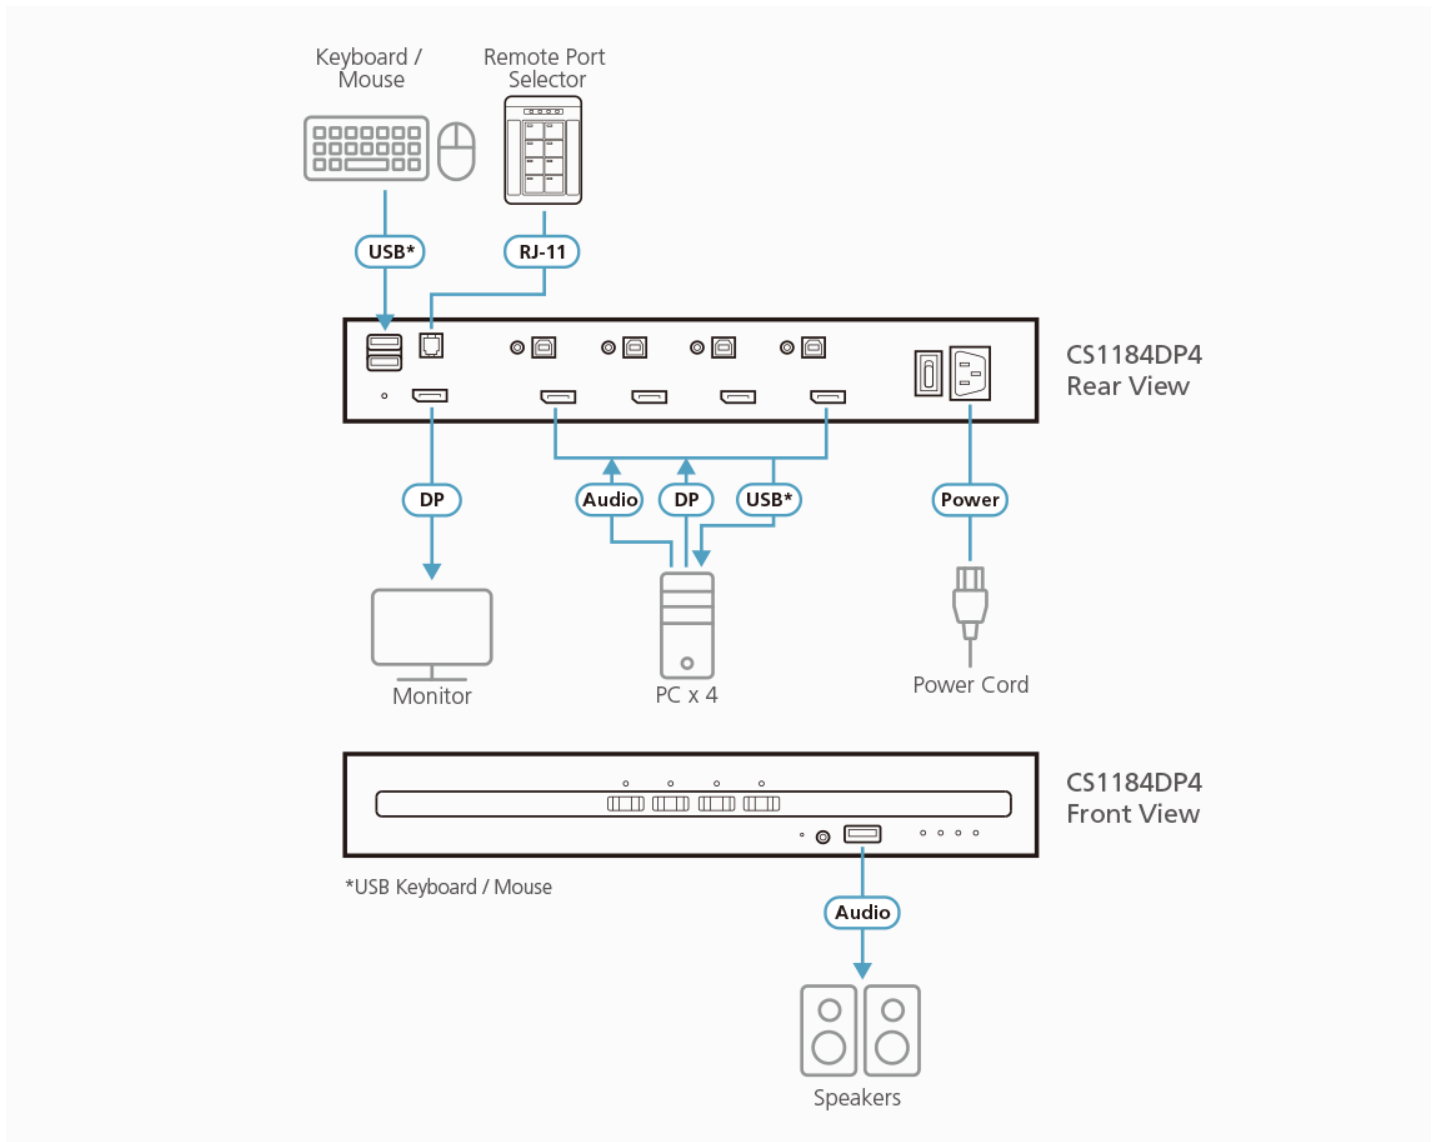 Keyboard /
Mouse
Remote Port
Selector
USB*
RJ-11
CS1184DP4
Rear View
DP
Audio
DP
USB*
Power
Monitor
PC x 4
Power Cord
CS1184DP4
Front View
*USB Keyboard / Mouse
Audio
Speakers